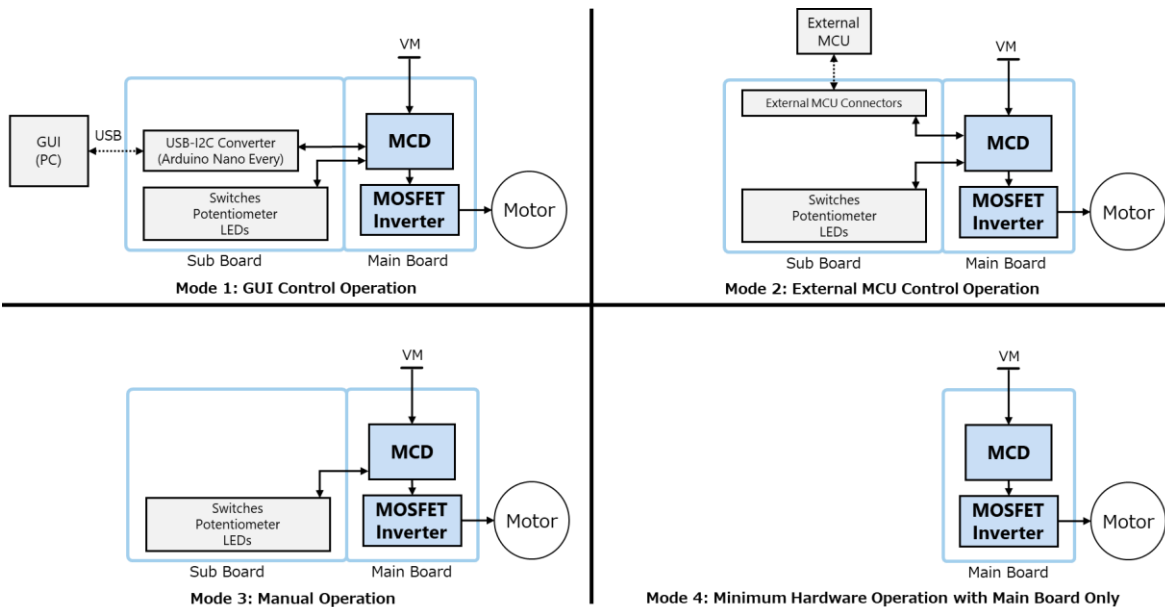 VM
GUI
(PC)
USB
USB-I2C Converter
(Arduino Nano Every)
MCD
Switches
Potentiometer
LEDs
MOSFET
Inverter
Motor
Sub Board
Main Board
Mode 1: GUI Control Operation
External
MCU
VM
External MCU Connectors
MCD
Switches
Potentiometer
LEDs
MOSFET
Inverter
Motor
Sub Board
Main Board
Mode 2: External MCU Control Operation
VM
MCD
Switches
Potentiometer
LEDs
MOSFET
Inverter
Motor
Sub Board
Main Board
Mode 3: Manual Operation
VM
MCD
MOSFET
Inverter
Motor
Main Board
Mode 4: Minimum Hardware Operation with Main Board Only